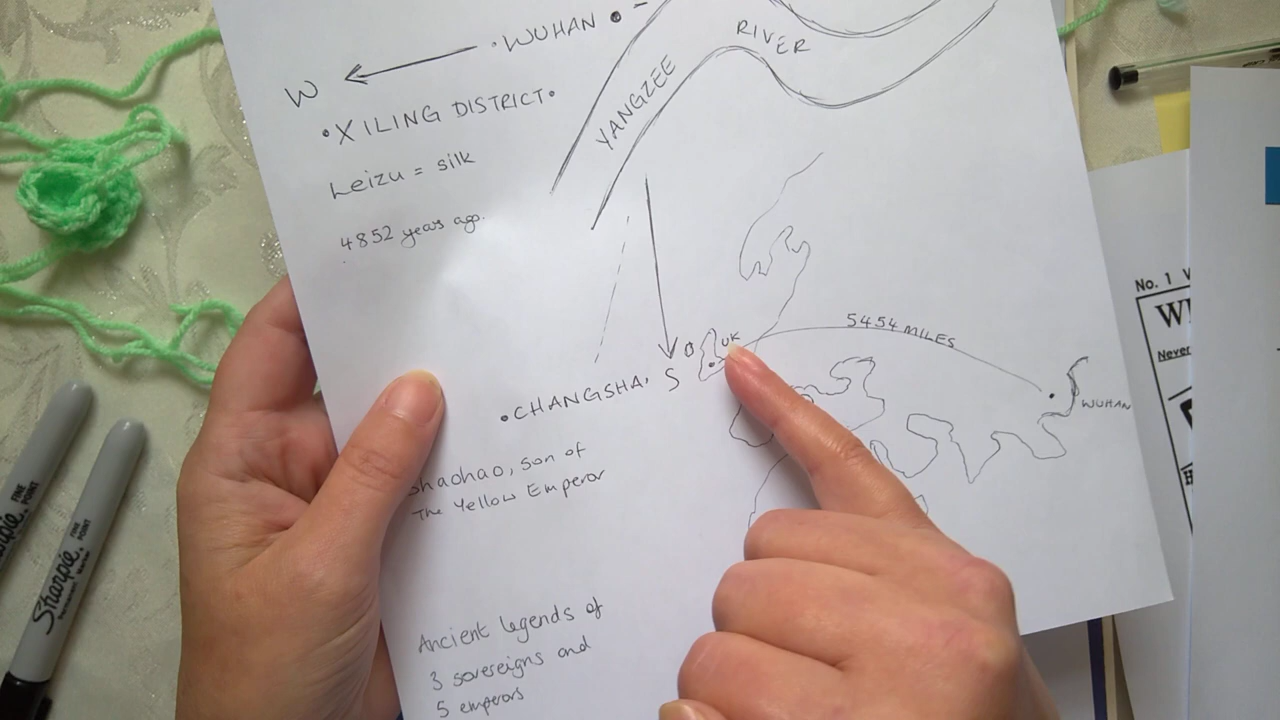 WUHAN
W
YANGZEE RIVER
XILING DISTRICT
Leizu = silk
4852 years ago.
CHANGSHA
S
UK
5454 MILES
WUHAN
Shaohao, son of
The Yellow Emperor
Ancient legends of
3 sovereigns and
5 emperors
No. 1
Never
Sharpie
FINE
POINT
Sharpie
FINE
POINT